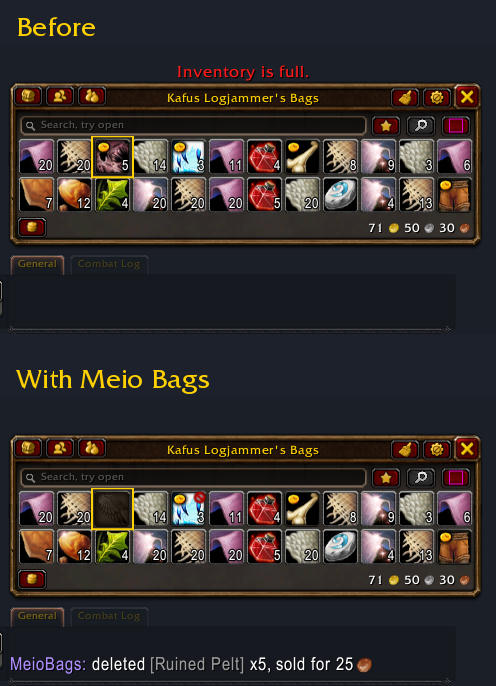 Before
Inventory is full.
Kafus Logjammer's Bags
Search, try open
20 20 5 14 3 11 4 8 9 3 6
7 12 4 20 20 20 5 20 4 13
71 50 30
General Combat Log
With Meio Bags
Kafus Logjammer's Bags
Search, try open
20 20 14 3 11 4 8 9 3 6
7 12 4 20 20 20 5 20 4 13
71 50 30
General Combat Log
MeioBags: deleted [Ruined Pelt] x5, sold for 25